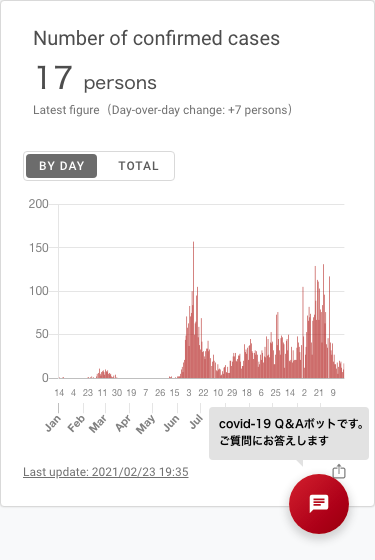 Number of confirmed cases
17 persons
Latest figure（Day-over-day change: +7 persons）
BY DAY TOTAL
200
150
100
50
0
14 4 23 11 30 19 7 26 15 3 22 10 29 18 6 25 14 2 21 9
Jan Feb Mar Apr May Jun Jul
covid-19 Q&Aボットです。
ご質問にお答えします
Last update: 2021/02/23 19:35